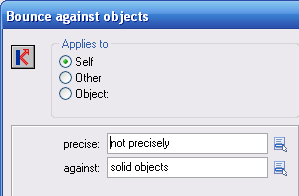 Bounce against objects
Applies to
Self
Other
Object:
precise: not precisely
against: solid objects